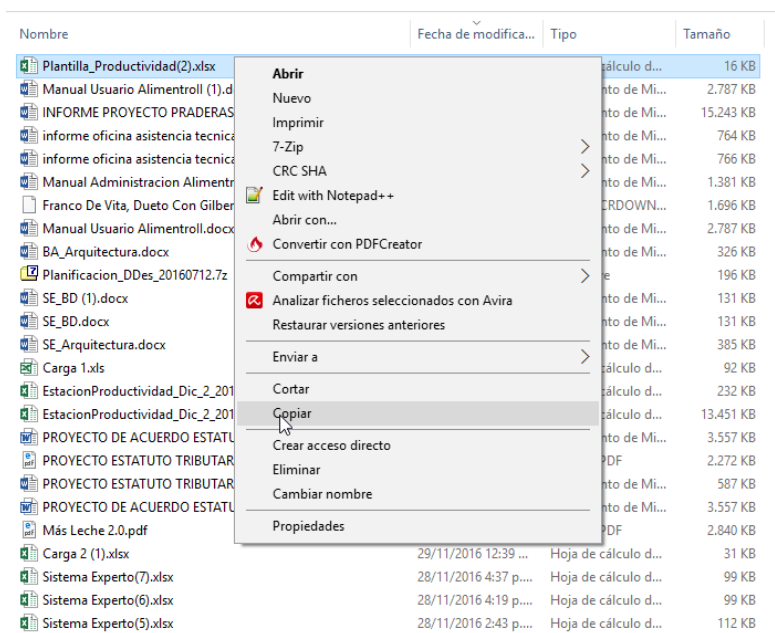 Nombre Fecha de modifica... Tipo Tamaño
Plantilla_Productividad(2).xlsx cálculo d... 16 KB
Manual Usuario Alimentroll (1).d nto de Mi... 2.787 KB
INFORME PROYECTO PRADERAS nto de Mi... 15.243 KB
informe oficina asistencia tecnica nto de Mi... 764 KB
informe oficina asistencia tecnica nto de Mi... 766 KB
Manual Administracion Alimentr nto de Mi... 1.381 KB
Franco De Vita, Dueto Con Gilber CRDOWN... 1.696 KB
Manual Usuario Alimentroll.docx nto de Mi... 2.787 KB
BA_Arquitectura.docx nto de Mi... 326 KB
Planificacion_DDes_20160712.7z e 196 KB
SE_BD (1).docx nto de Mi... 131 KB
SE_BD.docx nto de Mi... 131 KB
SE_Arquitectura.docx nto de Mi... 385 KB
Carga 1.xls cálculo d... 92 KB
EstacionProductividad_Dic_2_201 cálculo d... 232 KB
EstacionProductividad_Dic_2_201 cálculo d... 13.451 KB
PROYECTO DE ACUERDO ESTATU nto de Mi... 3.557 KB
PROYECTO ESTATUTO TRIBUTAR PDF 2.272 KB
PROYECTO ESTATUTO TRIBUTAR nto de Mi... 587 KB
PROYECTO DE ACUERDO ESTATU nto de Mi... 3.557 KB
Más Leche 2.0.pdf PDF 2.840 KB
Carga 2 (1).xlsx 29/11/2016 12:39 ... Hoja de cálculo d... 31 KB
Sistema Experto(7).xlsx 28/11/2016 4:37 p.... Hoja de cálculo d... 99 KB
Sistema Experto(6).xlsx 28/11/2016 4:19 p.... Hoja de cálculo d... 99 KB
Sistema Experto(5).xlsx 28/11/2016 2:43 p.... Hoja de cálculo d... 112 KB
Abrir
Nuevo
Imprimir
7-Zip
CRC SHA
Edit with Notepad++
Abrir con...
Convertir con PDFCreator
Compartir con
Analizar ficheros seleccionados con Avira
Restaurar versiones anteriores
Enviar a
Cortar
Copiar
Crear acceso directo
Eliminar
Cambiar nombre
Propiedades